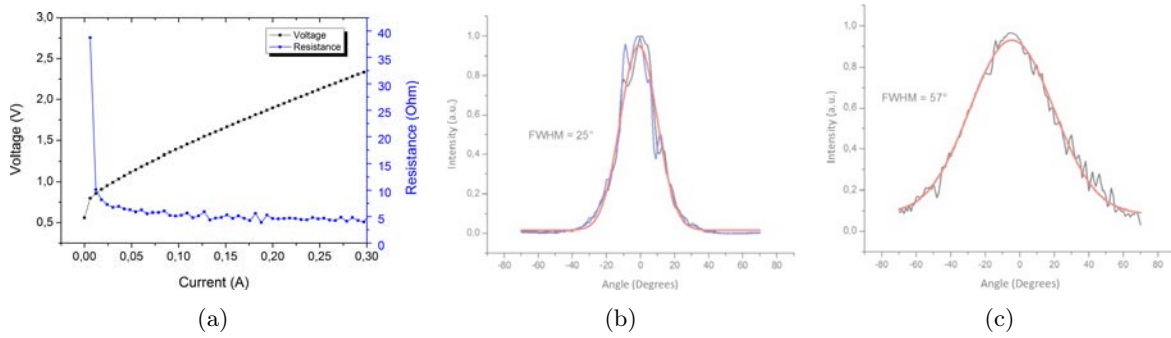 3,0
2,5
2,0
1,5
1,0
0,5
Voltage (V)
0,00 0,05 0,10 0,15 0,20 0,25 0,30
Current (A)
40
35
30
25
20
15
10
5
0
Resistance (Ohm)
Voltage
Resistance
(a)
1,0
0,8
0,6
0,4
0,2
0,0
Intensity (a.u.)
FWHM = 25°
-80 -60 -40 -20 0 20 40 60 80
Angle (Degrees)
(b)
1,0
0,8
0,6
0,4
0,2
0,0
Intensity (a.u.)
FWHM = 57°
-80 -60 -40 -20 0 20 40 60 80
Angle (Degrees)
(c)